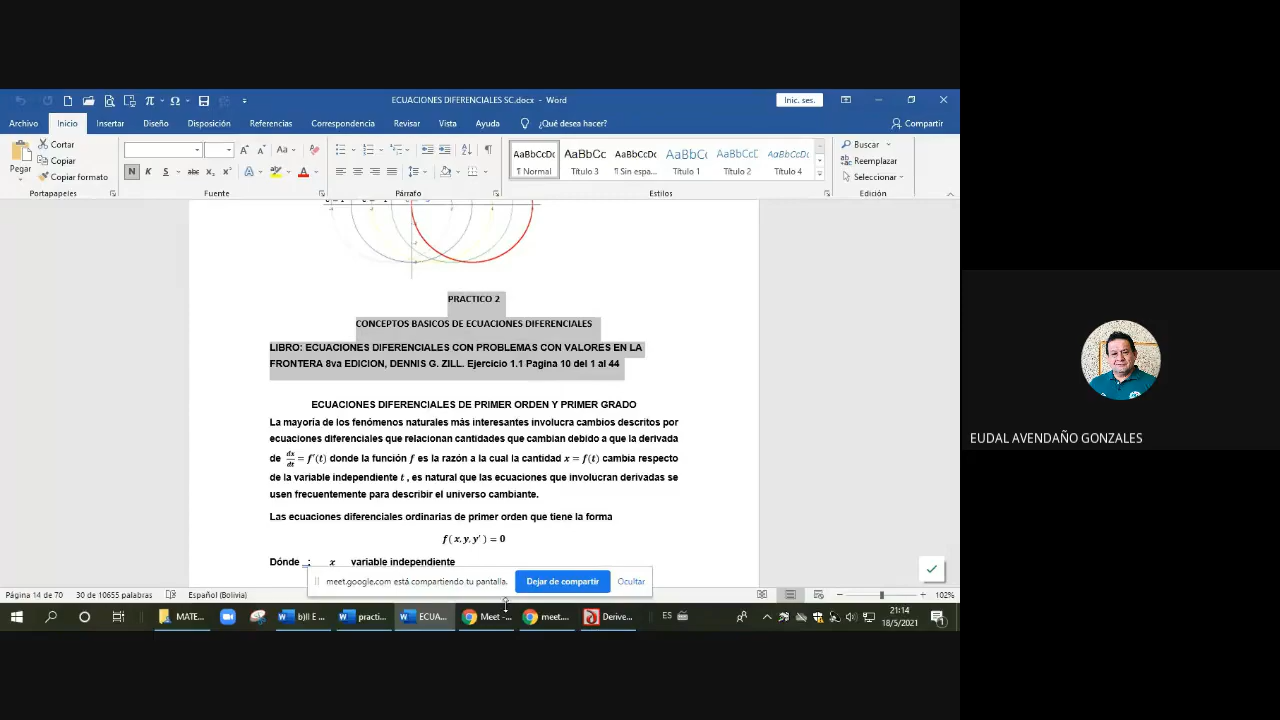 ECUACIONES DIFERENCIALES SC.docx - Word
Inic. ses.
Archivo Inicio Insertar Diseño Disposición Referencias Correspondencia Revisar Vista Ayuda ¿Qué desea hacer? Compartir
Pegar
Cortar
Copiar
Copiar formato
Portapapeles
Fuente
Párrafo
AaBbCcDc AaBbCc AaBbCcDc AaBbC AaBbCcD AaBbCcDc
¶ Normal Título 3 ¶ Sin espa... Título 1 Título 2 Título 4
Estilos
Buscar
Reemplazar
Seleccionar
Edición
PRACTICO 2
CONCEPTOS BASICOS DE ECUACIONES DIFERENCIALES
LIBRO: ECUACIONES DIFERENCIALES CON PROBLEMAS CON VALORES EN LA
FRONTERA 8va EDICION, DENNIS G. ZILL. Ejercicio 1.1 Pagina 10 del 1 al 44
ECUACIONES DIFERENCIALES DE PRIMER ORDEN Y PRIMER GRADO
La mayoría de los fenómenos naturales más interesantes involucra cambios descritos por
ecuaciones diferenciales que relacionan cantidades que cambian debido a que la derivada
de dx/dt = f′(t) donde la función f es la razón a la cual la cantidad x = f(t) cambia respecto
de la variable independiente t , es natural que las ecuaciones que involucran derivadas se
usen frecuentemente para describir el universo cambiante.
Las ecuaciones diferenciales ordinarias de primer orden que tiene la forma
f( x, y, y′ ) = 0
Dónde : x variable independiente
meet.google.com está compartiendo tu pantalla. Dejar de compartir Ocultar
Página 14 de 70 30 de 10655 palabras Español (Bolivia) 102%
MATE... b)II E... practi... ECUA... Meet -... meet.... Derive... ES
21:14
18/5/2021
EUDAL AVENDAÑO GONZALES